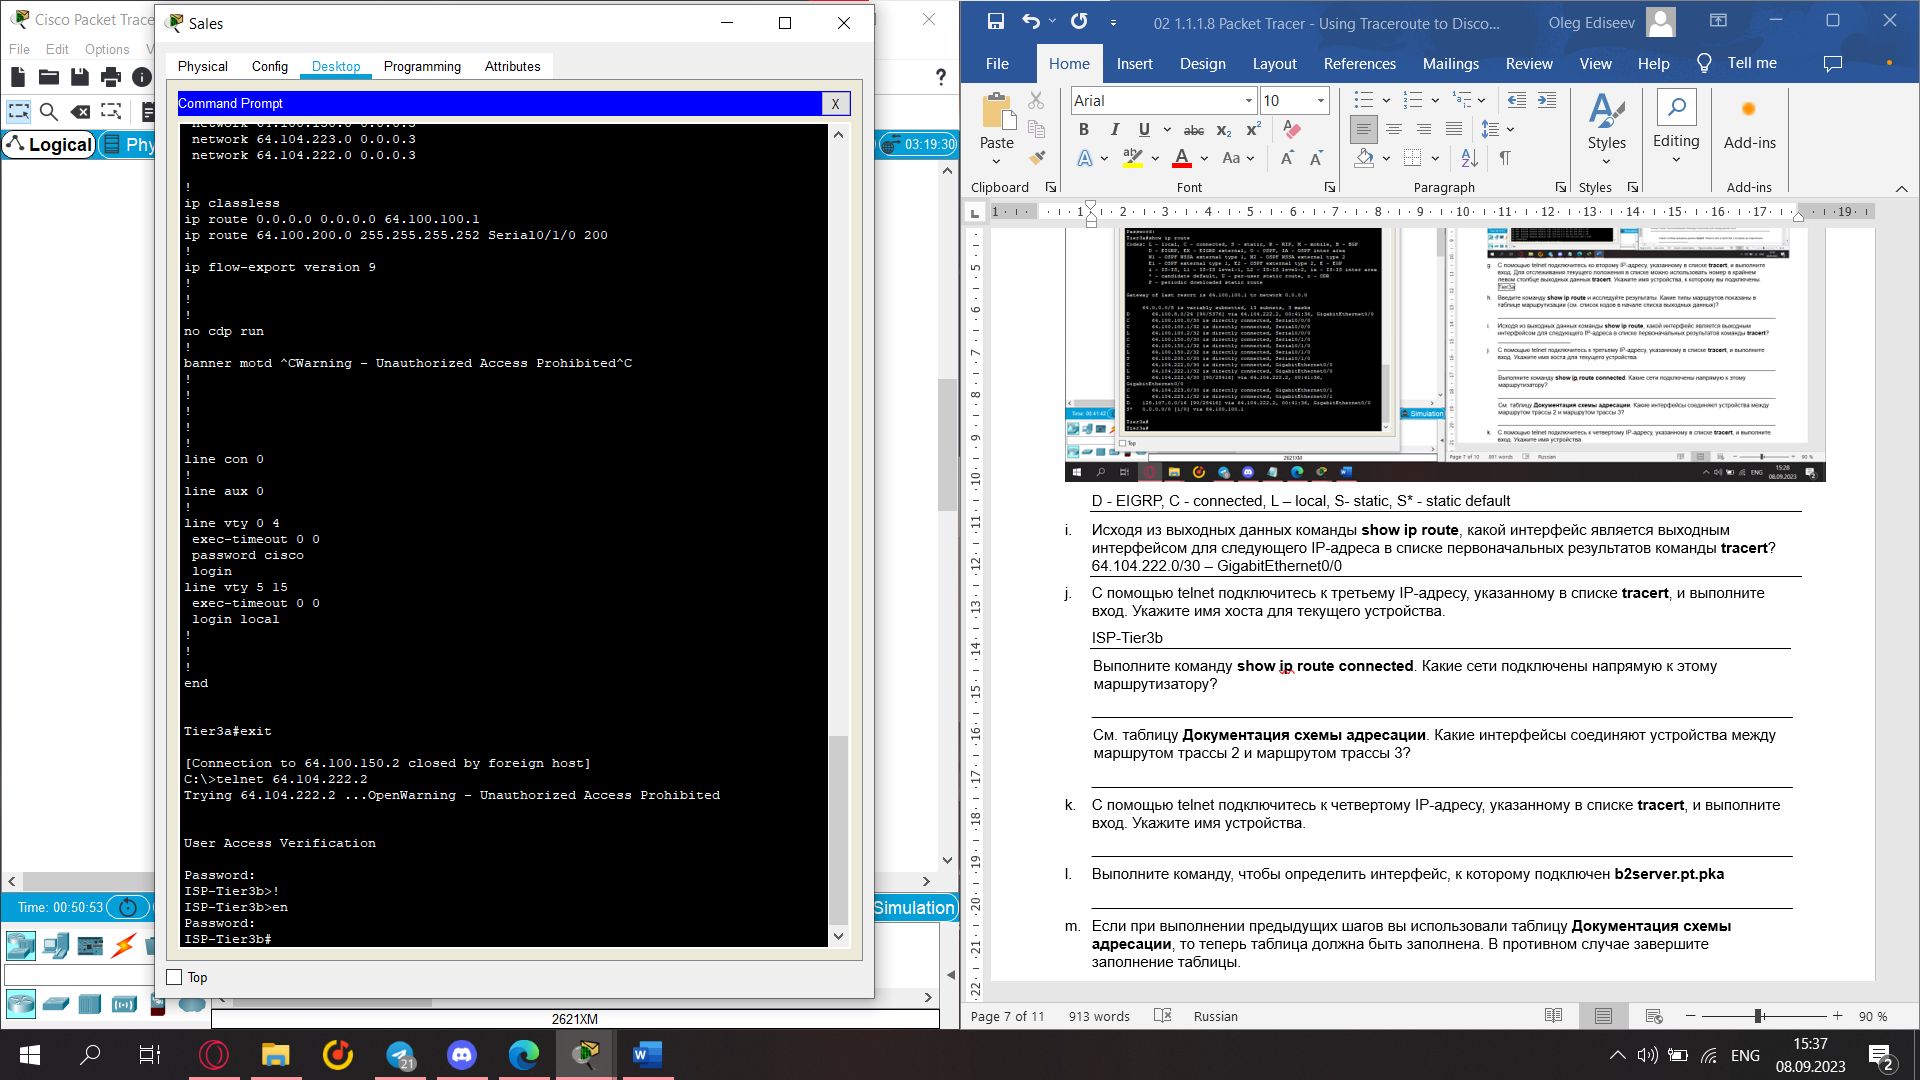 Cisco Packet Trace
File Edit Options V
Logical
Phy
03:19:30
Time: 00:50:53
Simulation
2621XM
Sales
Physical Config Desktop Programming Attributes
Command Prompt X
network 64.104.223.0 0.0.0.3
network 64.104.222.0 0.0.0.3
!
ip classless
ip route 0.0.0.0 0.0.0.0 64.100.100.1
ip route 64.100.200.0 255.255.255.252 Serial0/1/0 200
!
ip flow-export version 9
!
!
!
no cdp run
!
banner motd ^CWarning - Unauthorized Access Prohibited^C
!
!
!
!
!
line con 0
!
line aux 0
!
line vty 0 4
exec-timeout 0 0
password cisco
login
line vty 5 15
exec-timeout 0 0
login local
!
!
!
end
Tier3a#exit
[Connection to 64.100.150.2 closed by foreign host]
C:\>telnet 64.104.222.2
Trying 64.104.222.2 ...OpenWarning - Unauthorized Access Prohibited
User Access Verification
Password:
ISP-Tier3b>!
ISP-Tier3b>en
Password:
ISP-Tier3b#
Top
02 1.1.1.8 Packet Tracer - Using Traceroute to Disco...
Oleg Ediseev
File Home Insert Design Layout References Mailings Review View Help Tell me
Paste
Arial 10
Styles
Editing
Add-ins
Clipboard Font Paragraph Styles Add-ins
D - EIGRP, C - connected, L – local, S- static, S* - static default
i. Исходя из выходных данных команды show ip route, какой интерфейс является выходным
интерфейсом для следующего IP-адреса в списке первоначальных результатов команды tracert?
64.104.222.0/30 – GigabitEthernet0/0
j. С помощью telnet подключитесь к третьему IP-адресу, указанному в списке tracert, и выполните
вход. Укажите имя хоста для текущего устройства.
ISP-Tier3b
Выполните команду show ip route connected. Какие сети подключены напрямую к этому
маршрутизатору?
См. таблицу Документация схемы адресации. Какие интерфейсы соединяют устройства между
маршрутом трассы 2 и маршрутом трассы 3?
k. С помощью telnet подключитесь к четвертому IP-адресу, указанному в списке tracert, и выполните
вход. Укажите имя устройства.
l. Выполните команду, чтобы определить интерфейс, к которому подключен b2server.pt.pka
m. Если при выполнении предыдущих шагов вы использовали таблицу Документация схемы
адресации, то теперь таблица должна быть заполнена. В противном случае завершите
заполнение таблицы.
Page 7 of 11 913 words Russian 90 %
21
ENG
15:37
08.09.2023
2